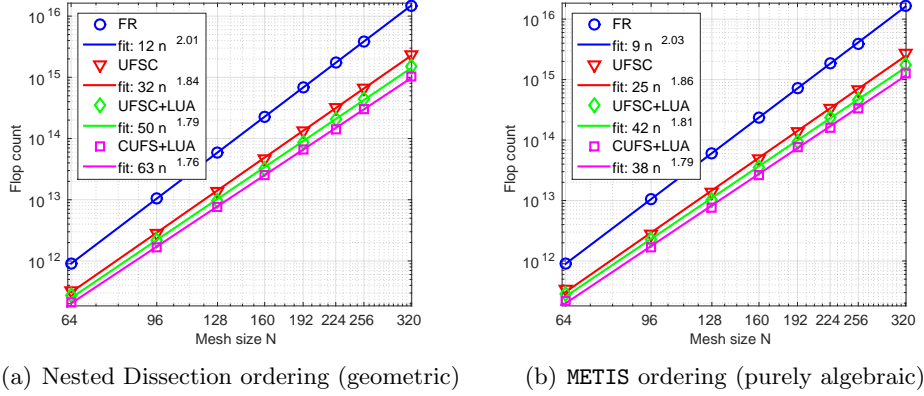 10^16
10^15
10^14
10^13
10^12
Flop count
FR
fit: 12 n^2.01
UFSC
fit: 32 n^1.84
UFSC+LUA
fit: 50 n^1.79
CUFS+LUA
fit: 63 n^1.76
64 96 128 160 192 224 256 320
Mesh size N
(a) Nested Dissection ordering (geometric)
10^16
10^15
10^14
10^13
10^12
Flop count
FR
fit: 9 n^2.03
UFSC
fit: 25 n^1.86
UFSC+LUA
fit: 42 n^1.81
CUFS+LUA
fit: 38 n^1.79
64 96 128 160 192 224 256 320
Mesh size N
(b) METIS ordering (purely algebraic)